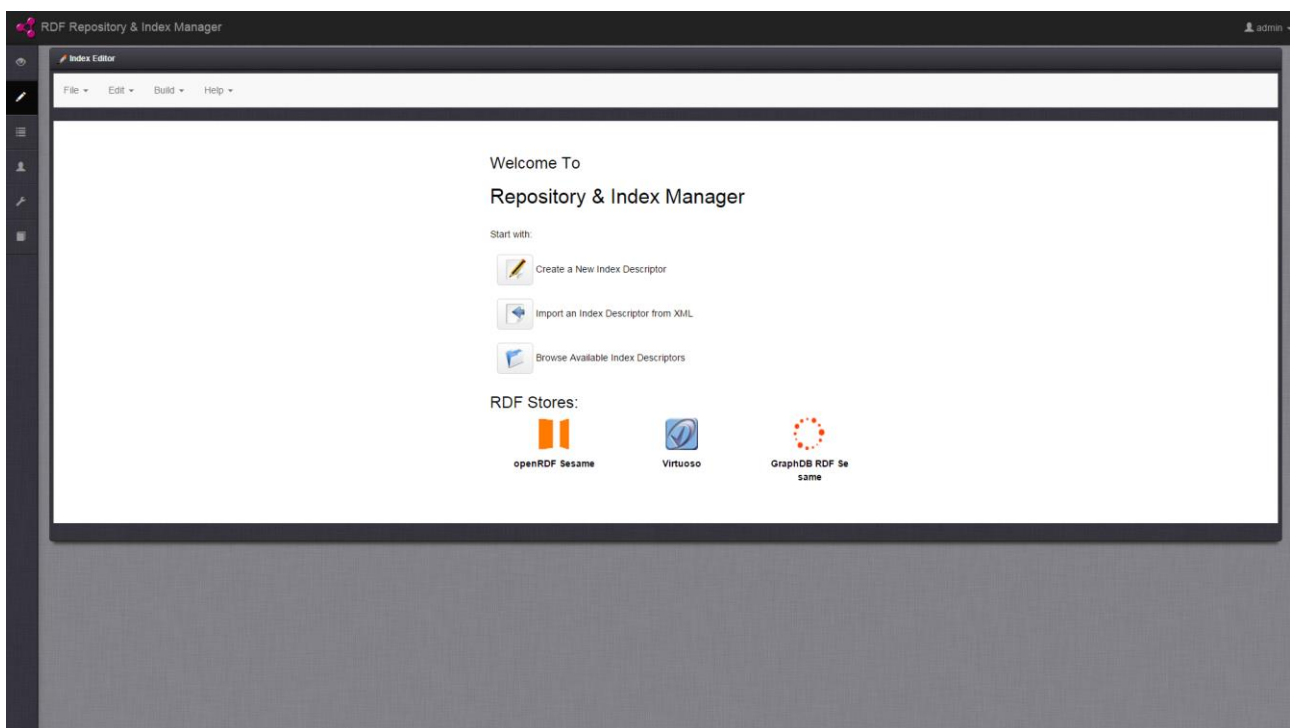 RDF Repository & Index Manager
admin
Index Editor
File Edit Build Help
Welcome To
Repository & Index Manager
Start with:
Create a New Index Descriptor
Import an Index Descriptor from XML
Browse Available Index Descriptors
RDF Stores:
openRDF Sesame
Virtuoso
GraphDB RDF Se
same